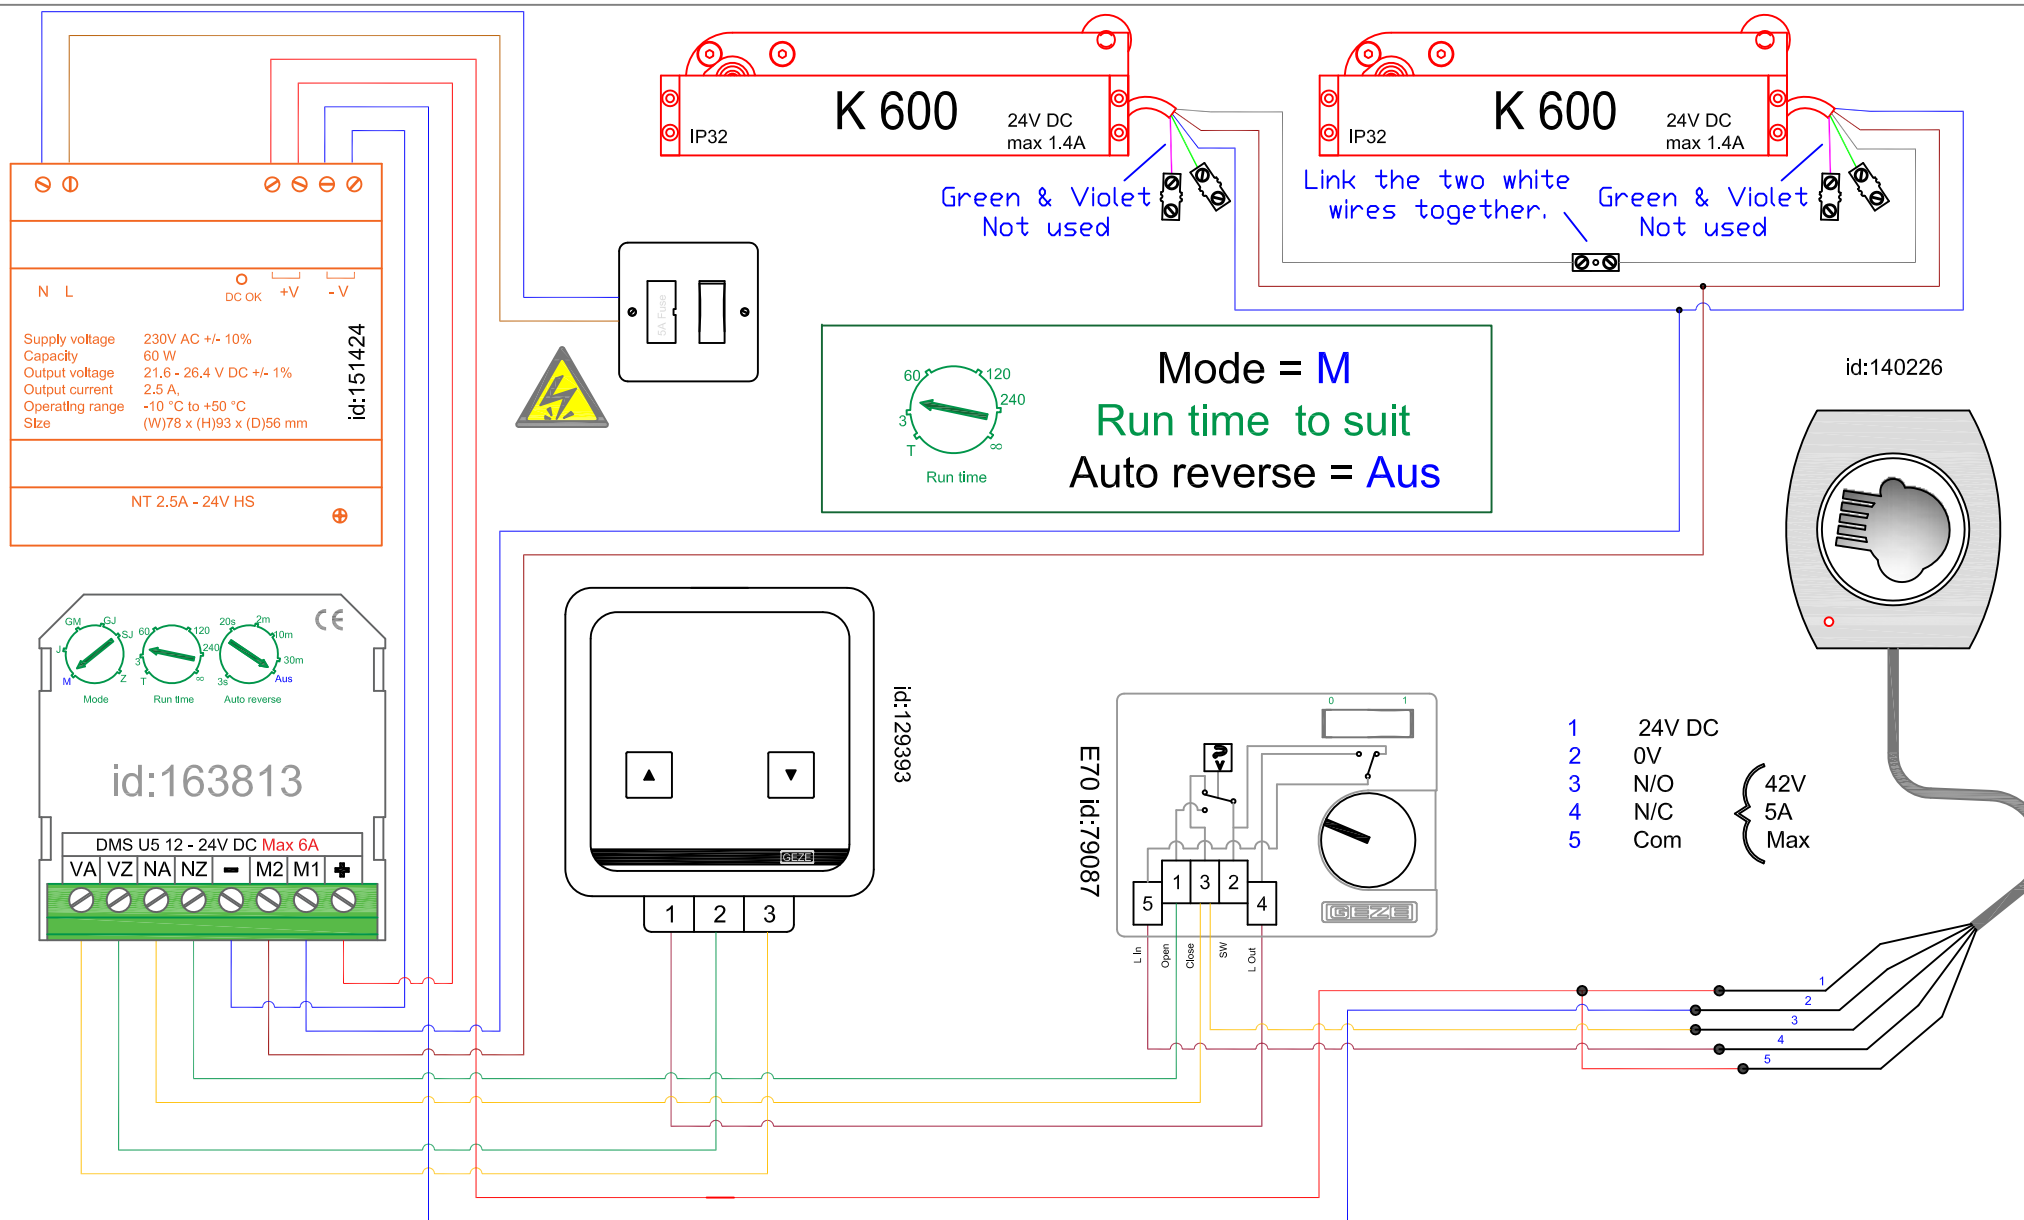 K 600
IP32
24V DC
max 1.4A
K 600
IP32
24V DC
max 1.4A
Green & Violet
Not used
Link the two white
wires together.
Green & Violet
Not used
N L
DC OK
+V
- V
Supply voltage 230V AC +/- 10%
Capacity 60 W
Output voltage 21.6 - 26.4 V DC +/- 1%
Output current 2.5 A,
Operating range -10 °C to +50 °C
Size (W)78 x (H)93 x (D)56 mm
id:151424
NT 2.5A - 24V HS
5A Fuse
60
120
240
3
T
∞
Run time
Mode = M
Run time to suit
Auto reverse = Aus
id:140226
GM
GJ
SJ
J
M
Z
Mode
60
120
240
3
T
∞
Run time
20s
2m
10m
30m
3s
Aus
Auto reverse
CE
id:163813
DMS U5 12 - 24V DC Max 6A
VA VZ NA NZ - M2 M1 +
▲ ▼
GEZE
1 2 3
id:129393
E70 id:79087
0 1
5 1 3 2 4
GEZE
L In
Open
Close
SW
L Out
1 24V DC
2 0V
3 N/O 42V
4 N/C 5A
5 Com Max
1
2
3
4
5